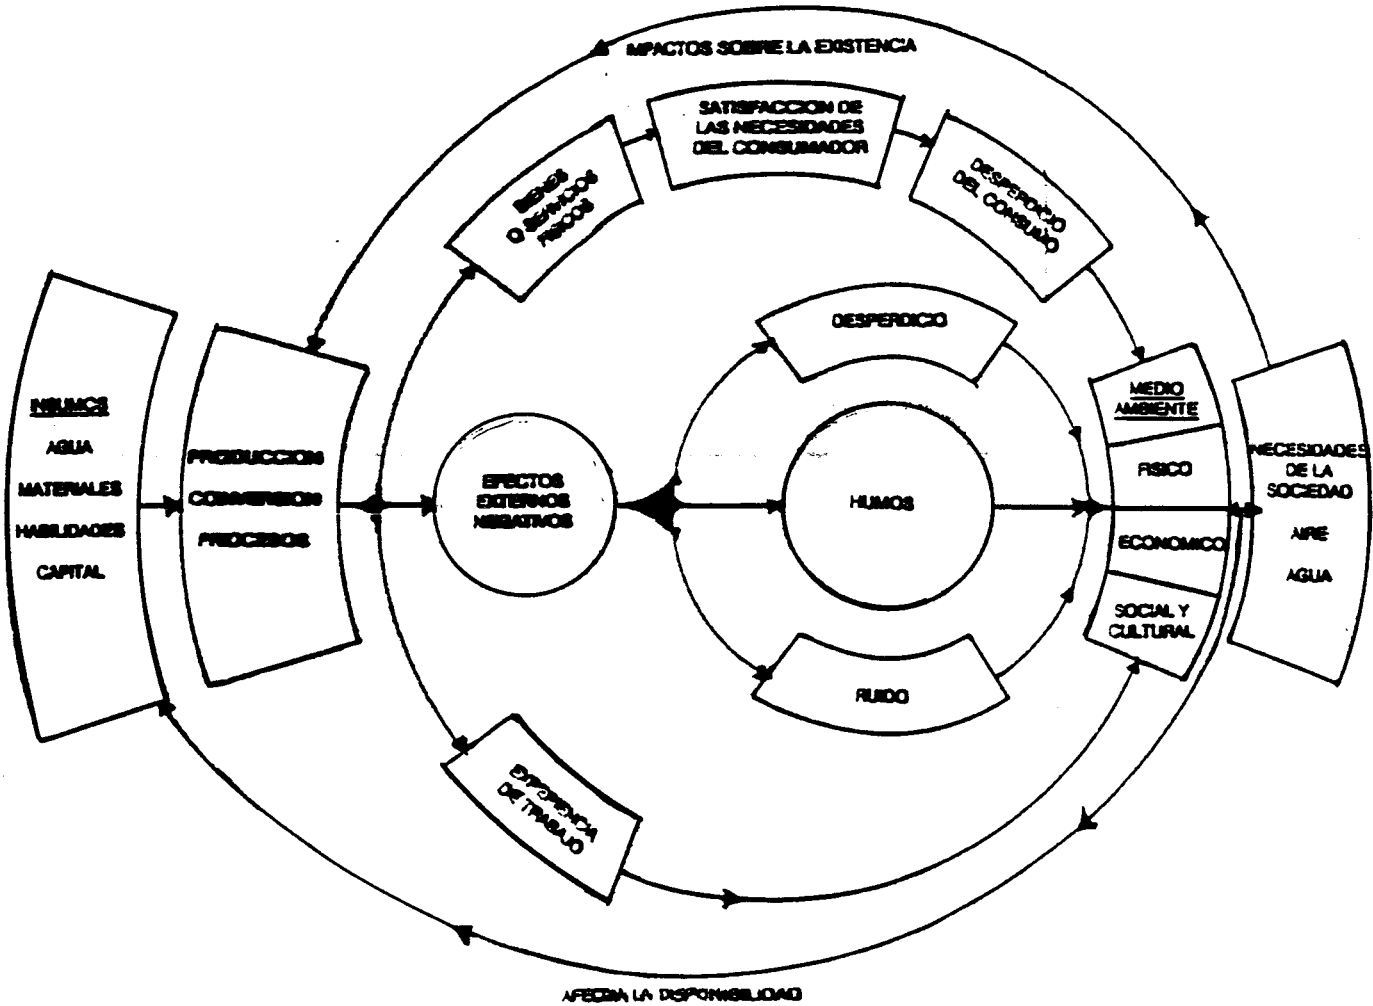 IMPACTOS SOBRE LA EXISTENCIA
SATISFACCION DE
LAS NECESIDADES
DEL CONSUMADOR
BIENES
O SERVICIOS
FISICOS
DESPERDICIO
DEL CONSUMO
DESPERDICIO
INSUMOS
AGUA
MATERIALES
HABILIDADES
CAPITAL
PRODUCCION
CONVERSION
PROCESOS
EFECTOS
EXTERNOS
NEGATIVOS
HUMOS
MEDIO
AMBIENTE
FISICO
ECONOMICO
SOCIAL Y
CULTURAL
NECESIDADES
DE LA
SOCIEDAD
AIRE
AGUA
RUIDO
EXPERIENCIA
DE TRABAJO
AFECTA LA DISPONIBILIDAD